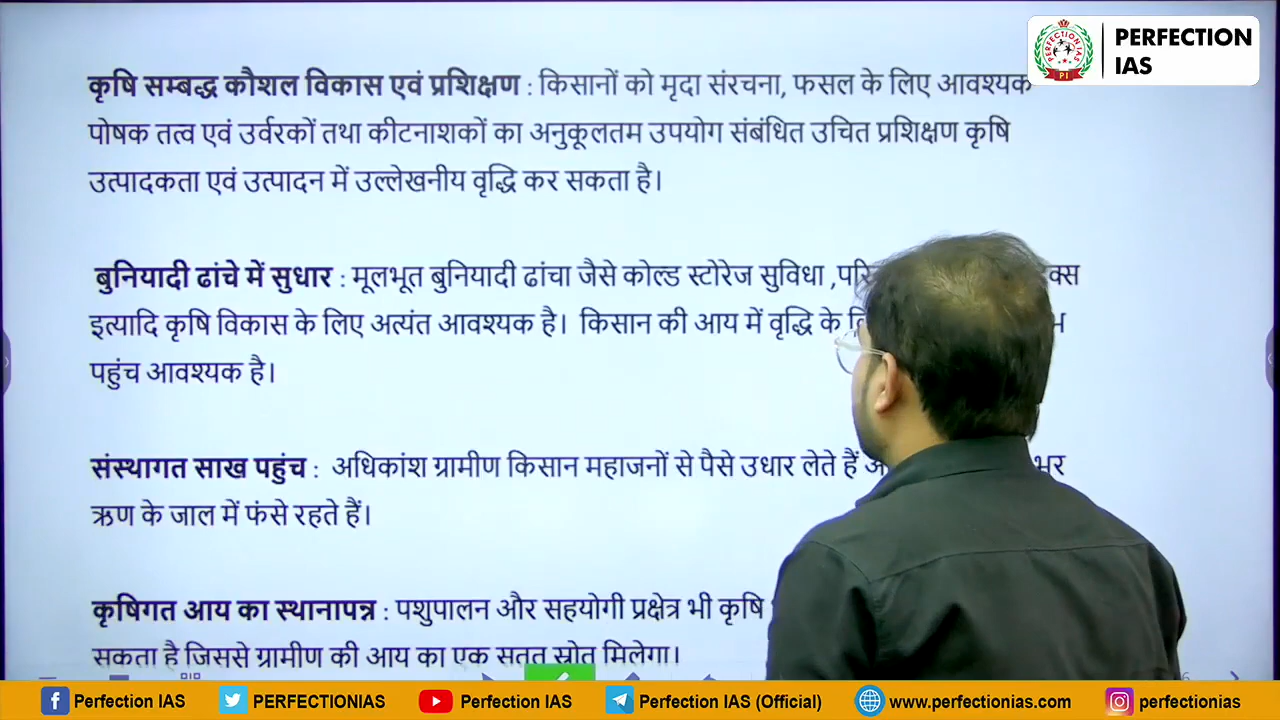 PERFECTION
IAS
कृषि सम्बद्ध कौशल विकास एवं प्रशिक्षण : किसानों को मृदा संरचना, फसल के लिए आवश्यक
पोषक तत्व एवं उर्वरकों तथा कीटनाशकों का अनुकूलतम उपयोग संबंधित उचित प्रशिक्षण कृषि
उत्पादकता एवं उत्पादन में उल्लेखनीय वृद्धि कर सकता है।
बुनियादी ढांचे में सुधार : मूलभूत बुनियादी ढांचा जैसे कोल्ड स्टोरेज सुविधा ,
इत्यादि कृषि विकास के लिए अत्यंत आवश्यक है। किसान की आय में वृद्धि के
पहुंच आवश्यक है।
संस्थागत साख पहुंच : अधिकांश ग्रामीण किसान महाजनों से पैसे उधार लेते हैं भर
ऋण के जाल में फंसे रहते हैं।
कृषिगत आय का स्थानापन्न : पशुपालन और सहयोगी प्रक्षेत्र भी कृषि
सकता है जिससे ग्रामीण की आय का एक सतत स्रोत मिलेगा।
Perfection IAS PERFECTIONIAS Perfection IAS Perfection IAS (Official) www.perfectionias.com perfectionias